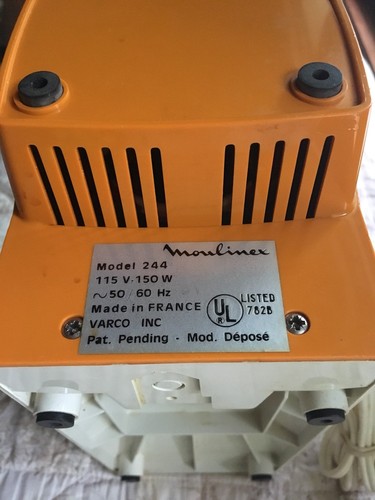 Moulinex
Model 244
115 V·150 W
∼ 50/60 Hz
Made in FRANCE
UL
R
LISTED
782B
VARCO INC
Pat. Pending - Mod. Déposé